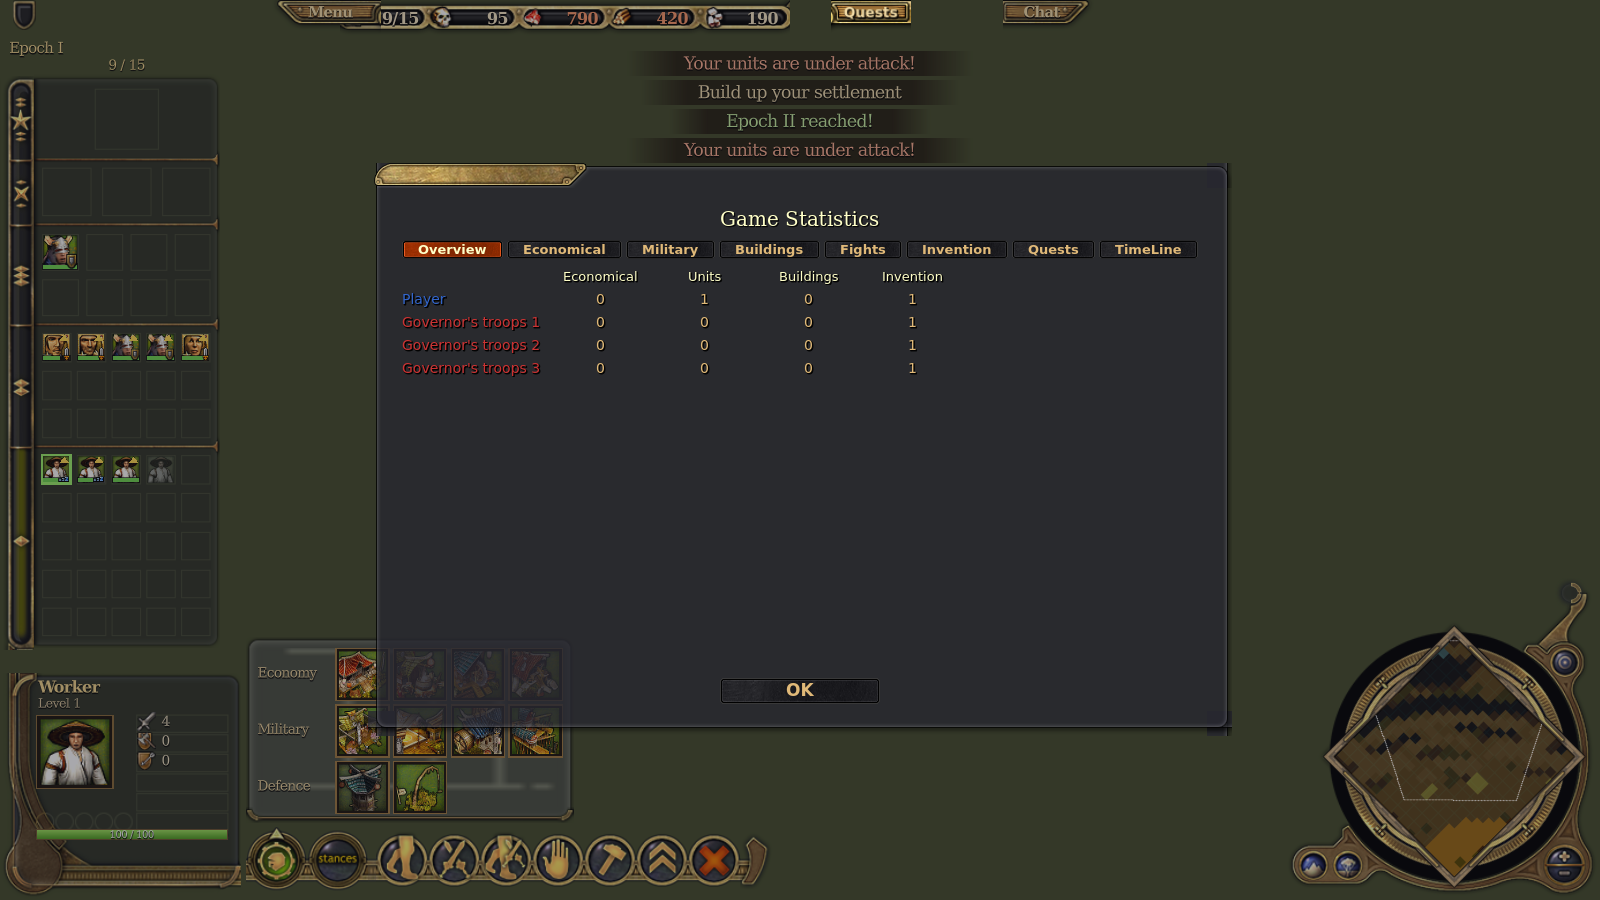 Menu
9/15
95
790
420
190
Quests
Chat
Epoch I
9 / 15
Your units are under attack!
Build up your settlement
Epoch II reached!
Your units are under attack!
Game Statistics
Overview Economical Military Buildings Fights Invention Quests TimeLine
Economical Units Buildings Invention
Player 0 1 0 1
Governor's troops 1 0 0 0 1
Governor's troops 2 0 0 0 1
Governor's troops 3 0 0 0 1
OK
Economy
Military
Defence
Worker
Level 1
4
0
0
100 / 100
stances